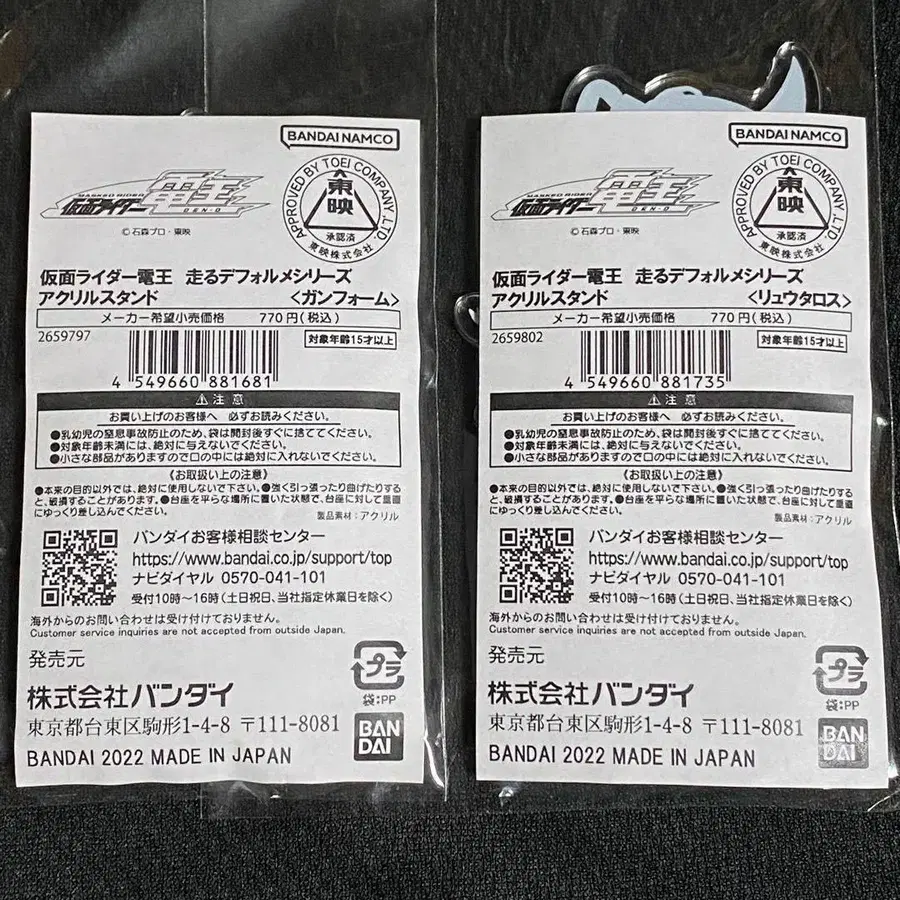 BANDAI NAMCO
APPROVED BY TOEI COMPANY, LTD.
東映
承認済
東映株式会社
MASKED RIDER
仮面ライダー電王
DEN-O
©石森プロ・東映
仮面ライダー電王 走るデフォルメシリーズ
アクリルスタンド <ガンフォーム>
メーカー希望小売価格 770円(税込)
2659797
対象年齢15才以上
4 549660 881681
⚠注意
お買い上げのお客様へ 必ずお読みください。
●乳幼児の窒息事故防止のため、袋は開封後すぐに捨ててください。
●対象年齢未満には、絶対に与えないでください。
●小さな部品がありますので口の中には絶対に入れないでください。
《お取扱い上の注意》
●本来の目的以外では、絶対に使用しないで下さい。●強く引っ張ったり曲げたりする
と、破損することがあります。●台座を平らな場所に置いた状態で、台座に対して垂直
にゆっくり差し込んでください。
製品素材:アクリル
バンダイお客様相談センター
https://www.bandai.co.jp/support/top
ナビダイヤル 0570-041-101
受付10時〜16時(土日祝日、当社指定休業日を除く)
海外からのお問い合わせは受け付けておりません。
Customer service inquiries are not accepted from outside Japan.
発売元
プラ
袋:PP
株式会社バンダイ
東京都台東区駒形1-4-8 〒111-8081
BANDAI 2022 MADE IN JAPAN
BAN
DAI
BANDAI NAMCO
APPROVED BY TOEI COMPANY, LTD.
東映
承認済
東映株式会社
MASKED RIDER
仮面ライダー電王
DEN-O
©石森プロ・東映
仮面ライダー電王 走るデフォルメシリーズ
アクリルスタンド <リュウタロス>
メーカー希望小売価格 770円(税込)
2659802
対象年齢15才以上
4 549660 881735
⚠注意
お買い上げのお客様へ 必ずお読みください。
●乳幼児の窒息事故防止のため、袋は開封後すぐに捨ててください。
●対象年齢未満には、絶対に与えないでください。
●小さな部品がありますので口の中には絶対に入れないでください。
《お取扱い上の注意》
●本来の目的以外では、絶対に使用しないで下さい。●強く引っ張ったり曲げたりする
と、破損することがあります。●台座を平らな場所に置いた状態で、台座に対して垂直
にゆっくり差し込んでください。
製品素材:アクリル
バンダイお客様相談センター
https://www.bandai.co.jp/support/top
ナビダイヤル 0570-041-101
受付10時〜16時(土日祝日、当社指定休業日を除く)
海外からのお問い合わせは受け付けておりません。
Customer service inquiries are not accepted from outside Japan.
発売元
プラ
袋:PP
株式会社バンダイ
東京都台東区駒形1-4-8 〒111-8081
BANDAI 2022 MADE IN JAPAN
BAN
DAI